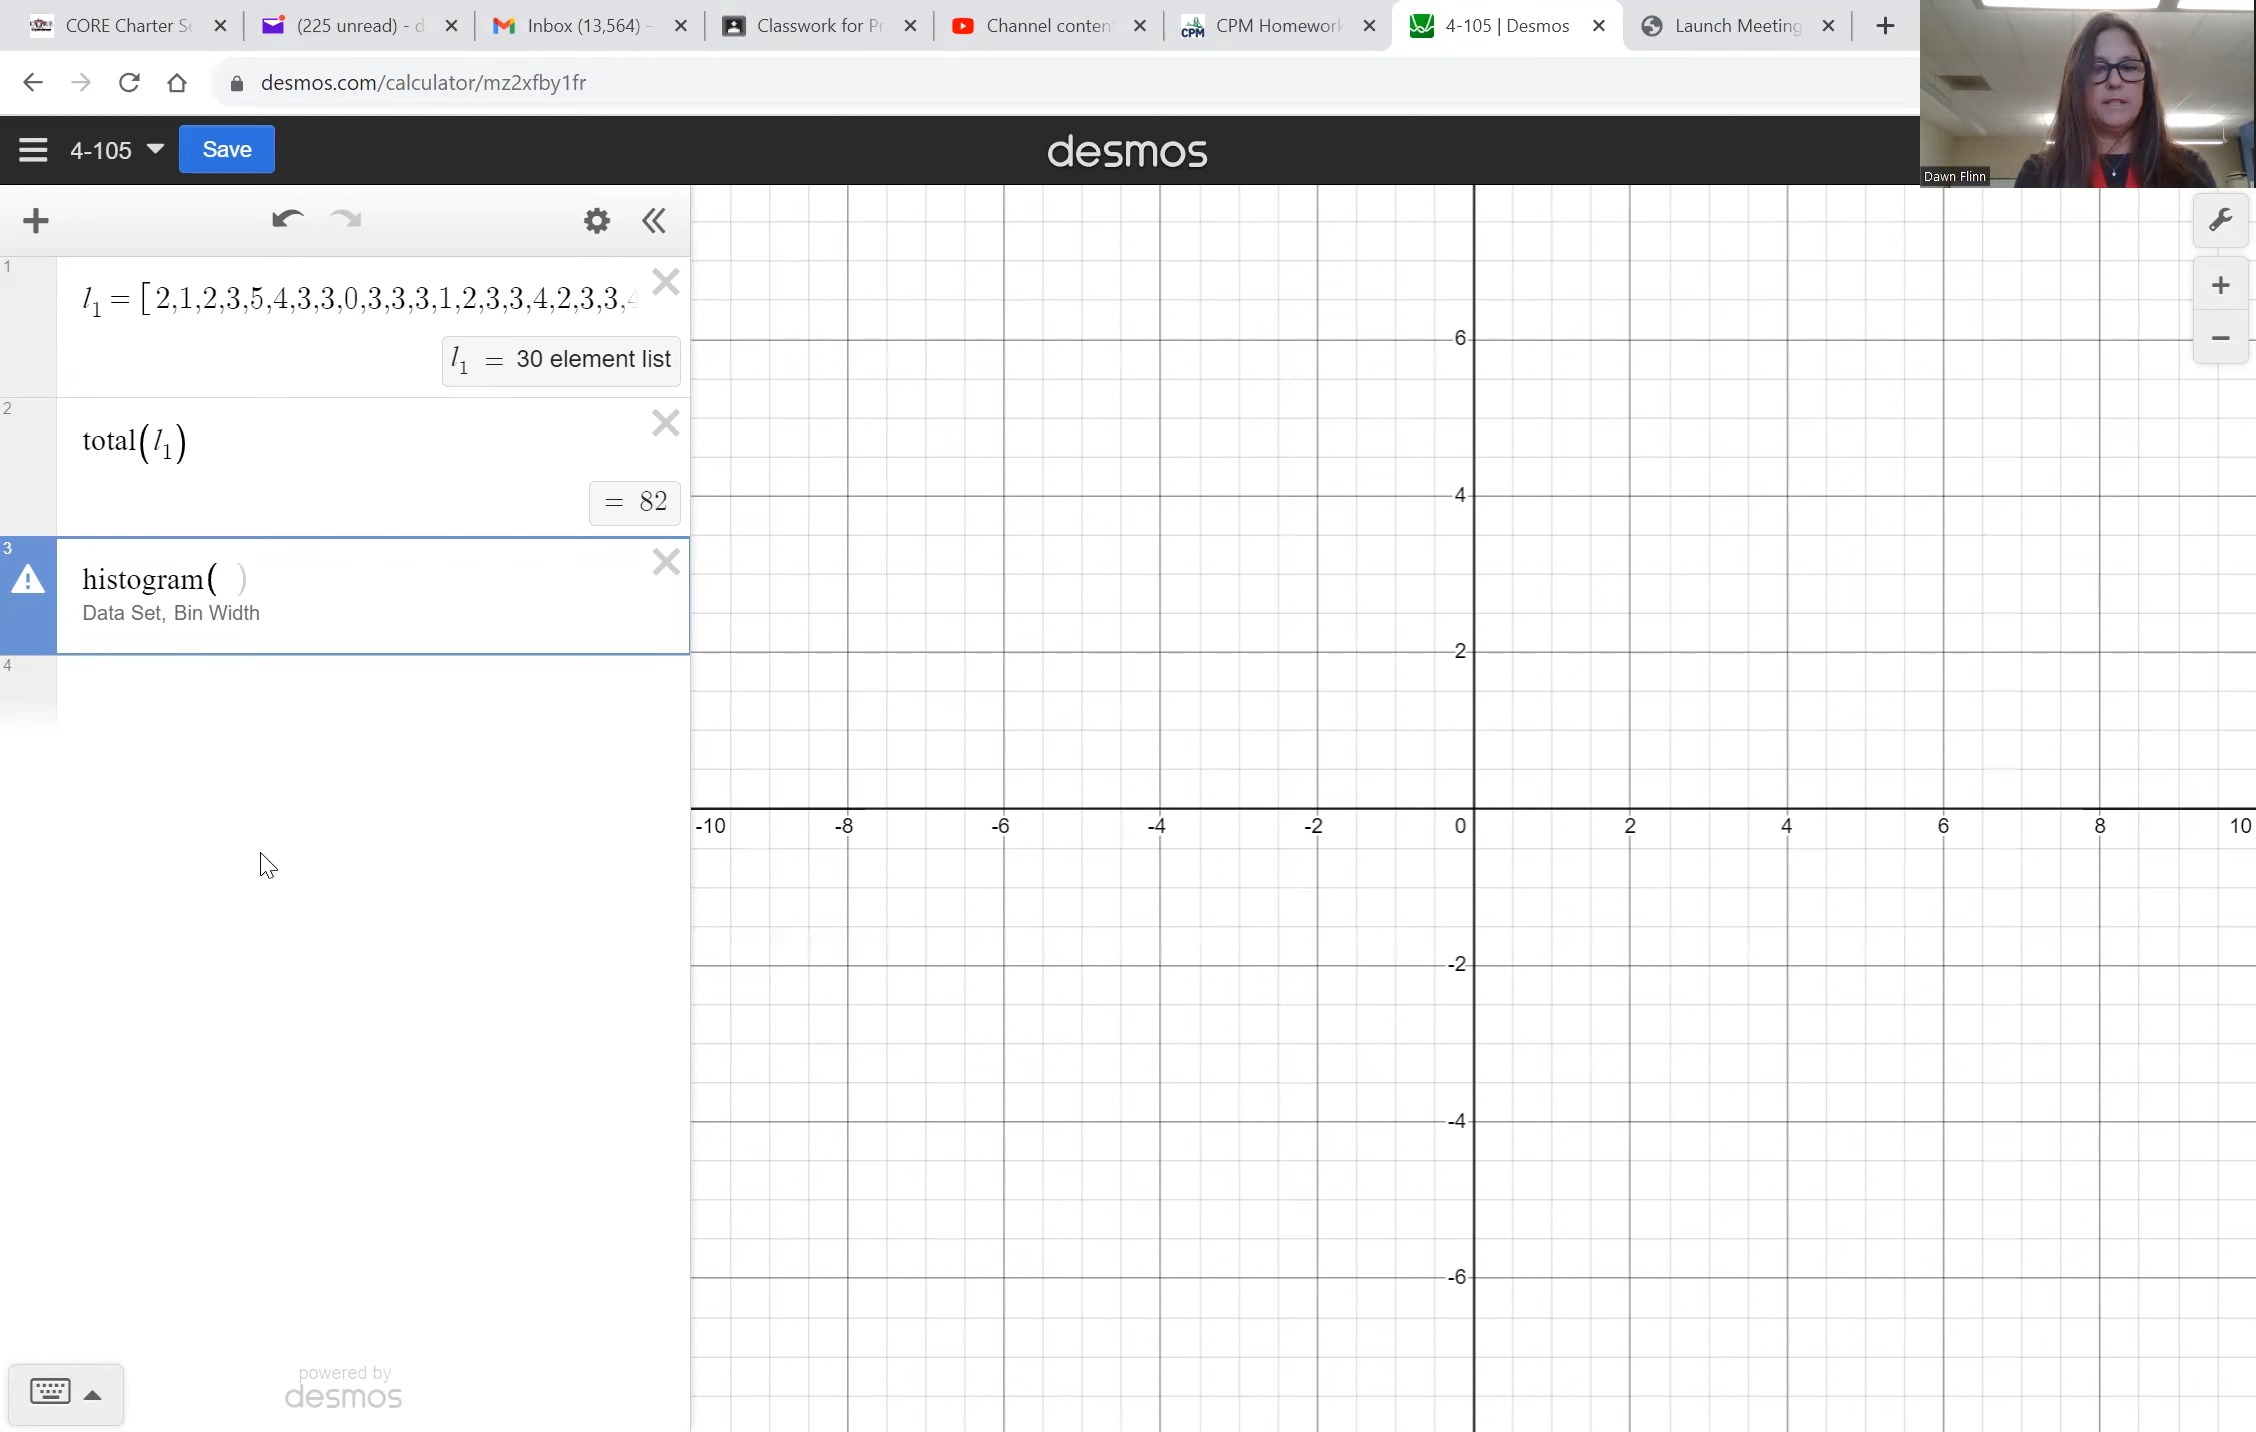 CORE Charter Sc
(225 unread) - d
Inbox (13,564) -
Classwork for Pr
Channel conten
CPM
CPM Homework
4-105 | Desmos
Launch Meeting
desmos.com/calculator/mz2xfby1fr
Dawn Flinn
4-105
Save
desmos
1
l₁ = [2,1,2,3,5,4,3,3,0,3,3,3,1,2,3,3,4,2,3,3,4
l₁ = 30 element list
2
total(l₁)
= 82
3
histogram( )
Data Set, Bin Width
4
powered by
desmos
6
4
2
-10 -8 -6 -4 -2 0 2 4 6 8 10
-2
-4
-6